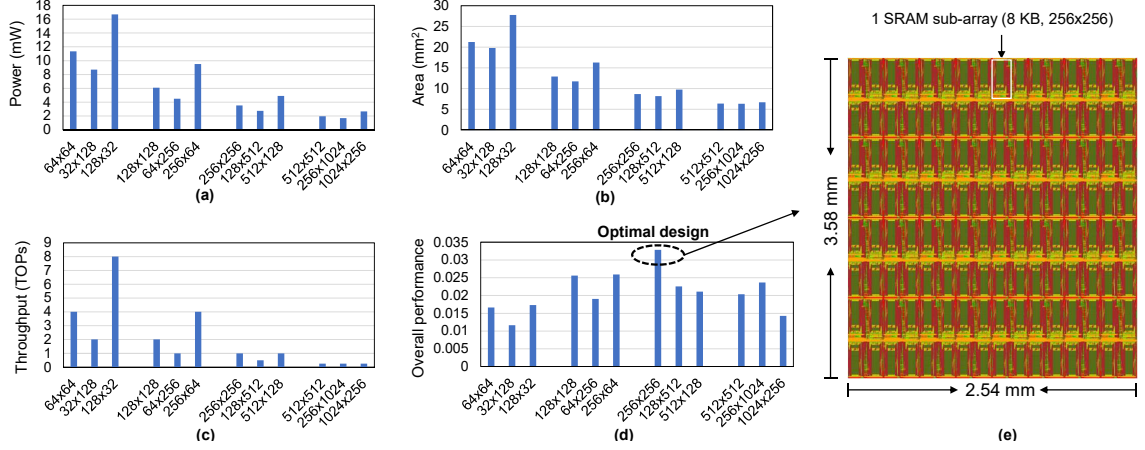 Power (mW)
18
16
14
12
10
8
6
4
2
0
64x64
32x128
128x32
128x128
64x256
256x64
256x256
128x512
512x128
512x512
256x1024
1024x256
(a)
Area (mm²)
30
25
20
15
10
5
0
64x64
32x128
128x32
128x128
64x256
256x64
256x256
128x512
512x128
512x512
256x1024
1024x256
(b)
Throughput (TOPs)
9
8
7
6
5
4
3
2
1
0
64x64
32x128
128x32
128x128
64x256
256x64
256x256
128x512
512x128
512x512
256x1024
1024x256
(c)
Overall performance
0.035
0.03
0.025
0.02
0.015
0.01
0.005
0
Optimal design
64x64
32x128
128x32
128x128
64x256
256x64
256x256
128x512
512x128
512x512
256x1024
1024x256
(d)
1 SRAM sub-array (8 KB, 256x256)
3.58 mm
2.54 mm
(e)